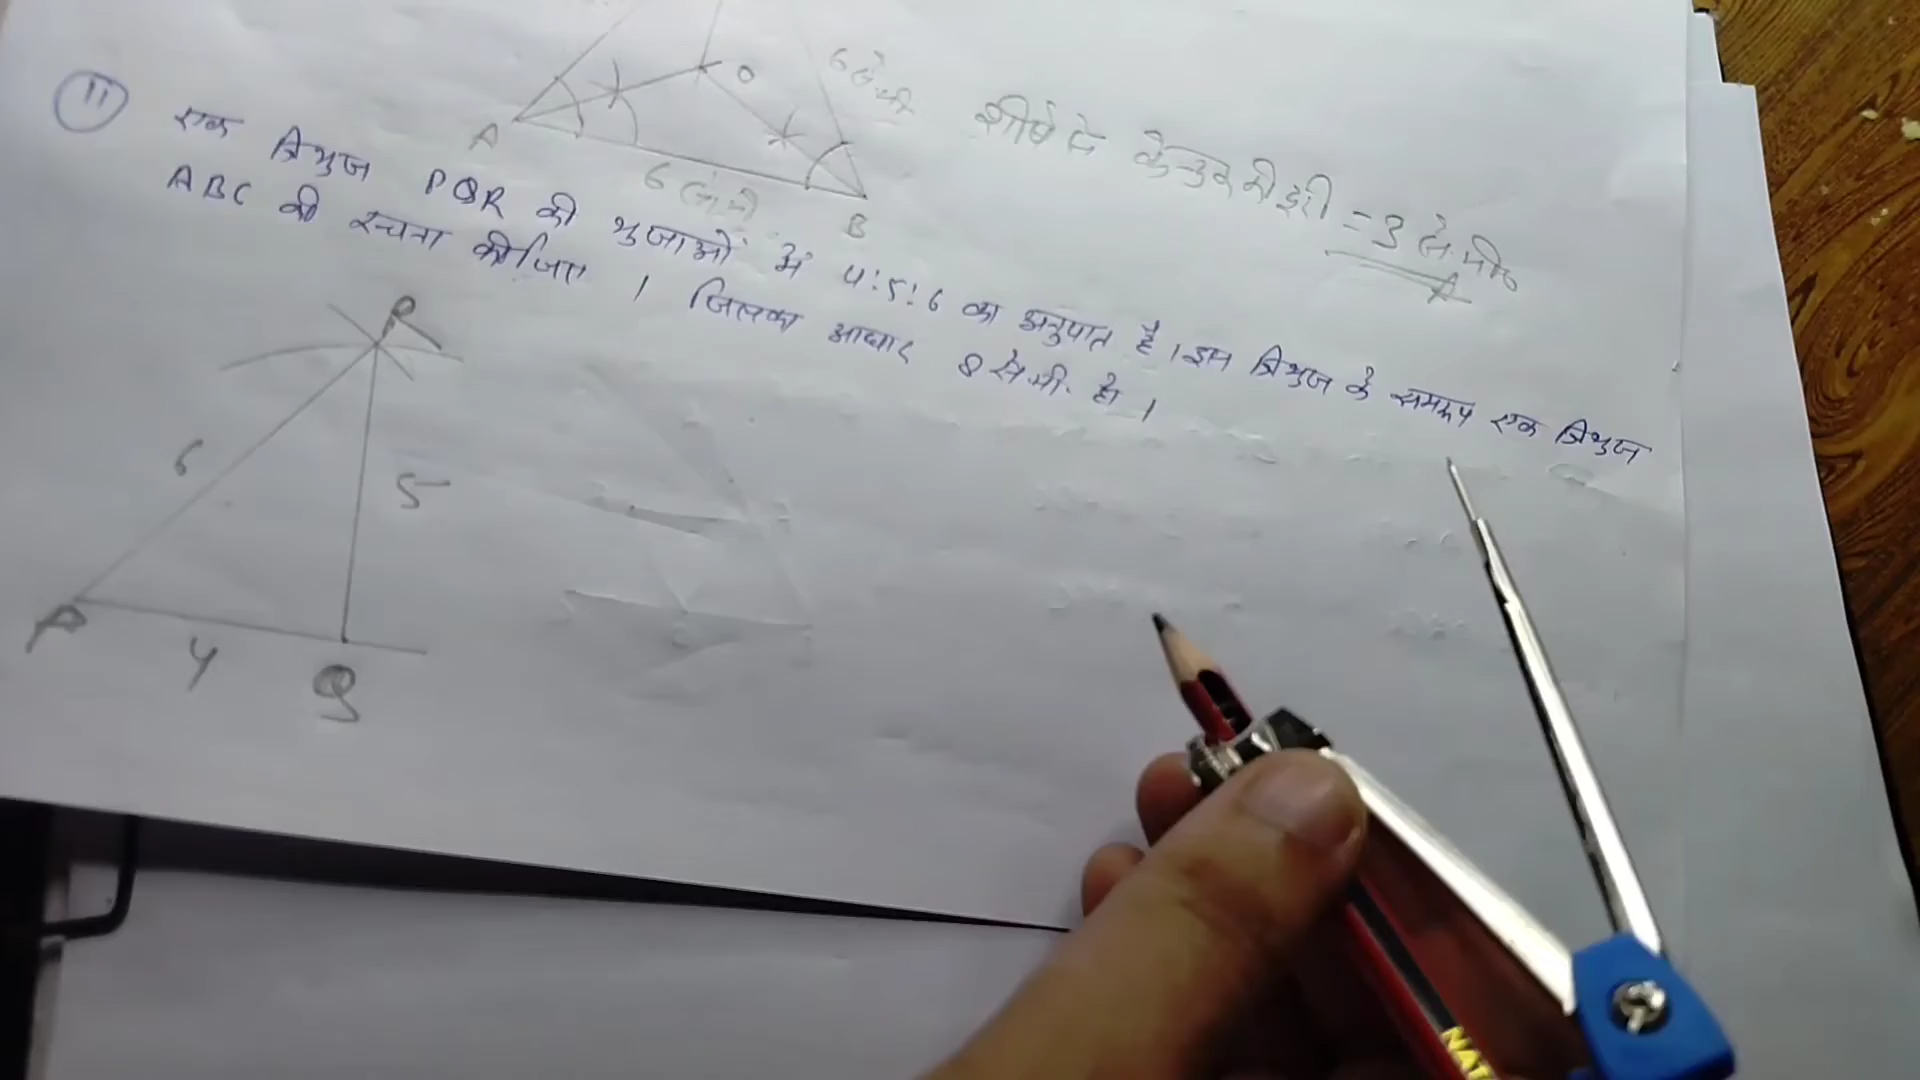 O
A
6 से.मी.
6 से.मी.
B
शीर्ष से केन्द्र की दूरी = 3 से.मी.
11
एक त्रिभुज PQR की भुजाओं में 4:5:6 का अनुपात है । इस त्रिभुज के समरूप एक त्रिभुज
ABC की रचना कीजिए । जिसका आधार 8 से.मी. हो ।
R
6
5
P
4
Q
NAT